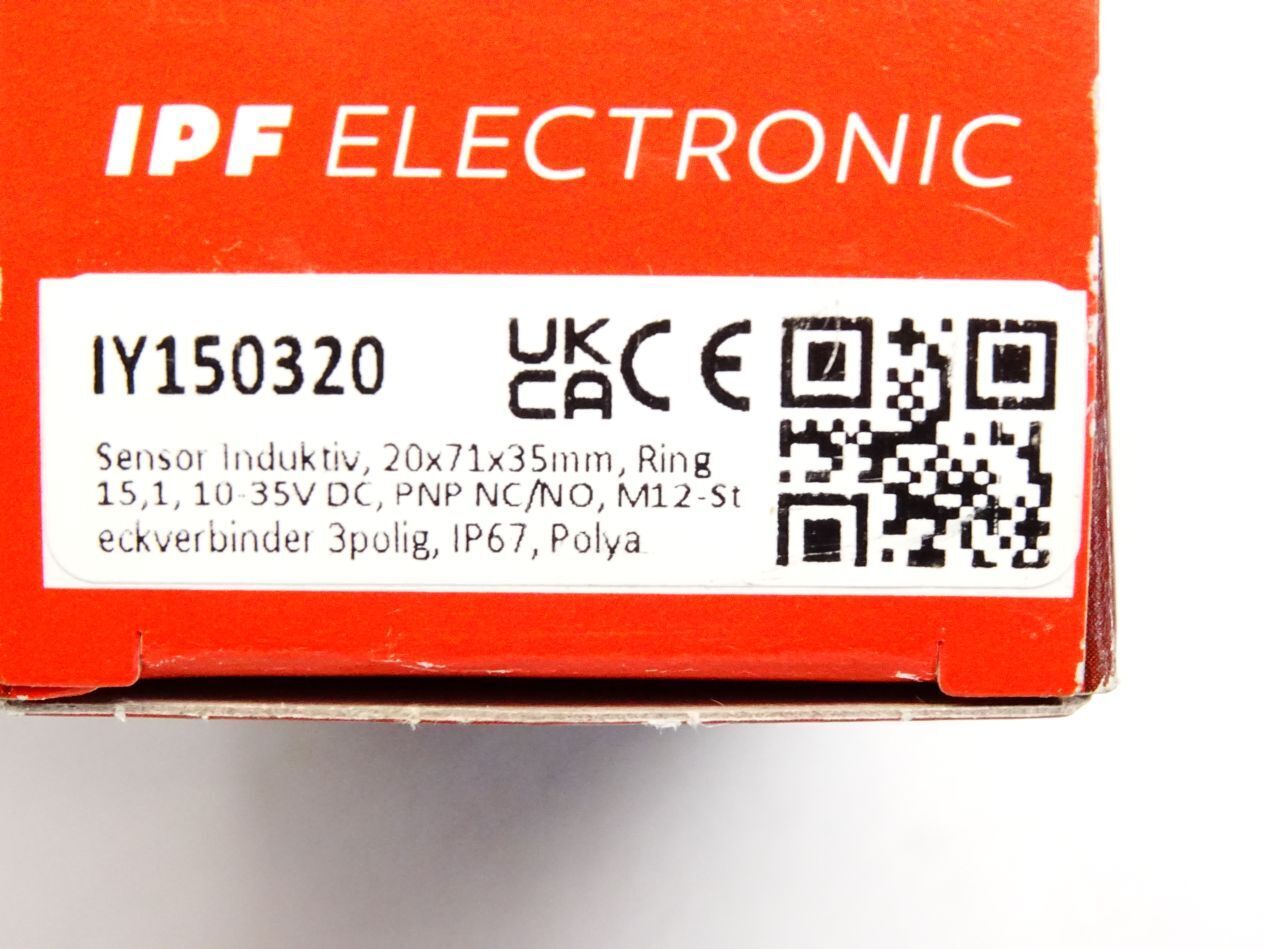 IPF ELECTRONIC
IY150320
UK
CA CE
Sensor Induktiv, 20x71x35mm, Ring
15,1, 10-35V DC, PNP NC/NO, M12-St
eckverbinder 3polig, IP67, Polya